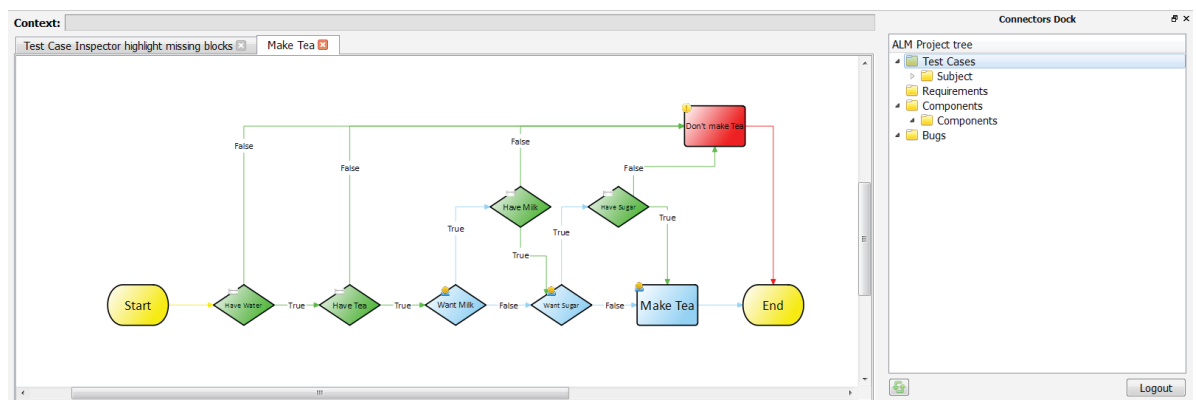 Context:
Connectors Dock
Test Case Inspector highlight missing blocks
Make Tea
ALM Project tree
Test Cases
Subject
Requirements
Components
Components
Bugs
Don't make Tea
False
False
False
False
Have Milk
Have Sugar
True
True
True
True
Start
Have Water
True
Have Tea
True
Want Milk
False
Want Sugar
False
Make Tea
End
Logout